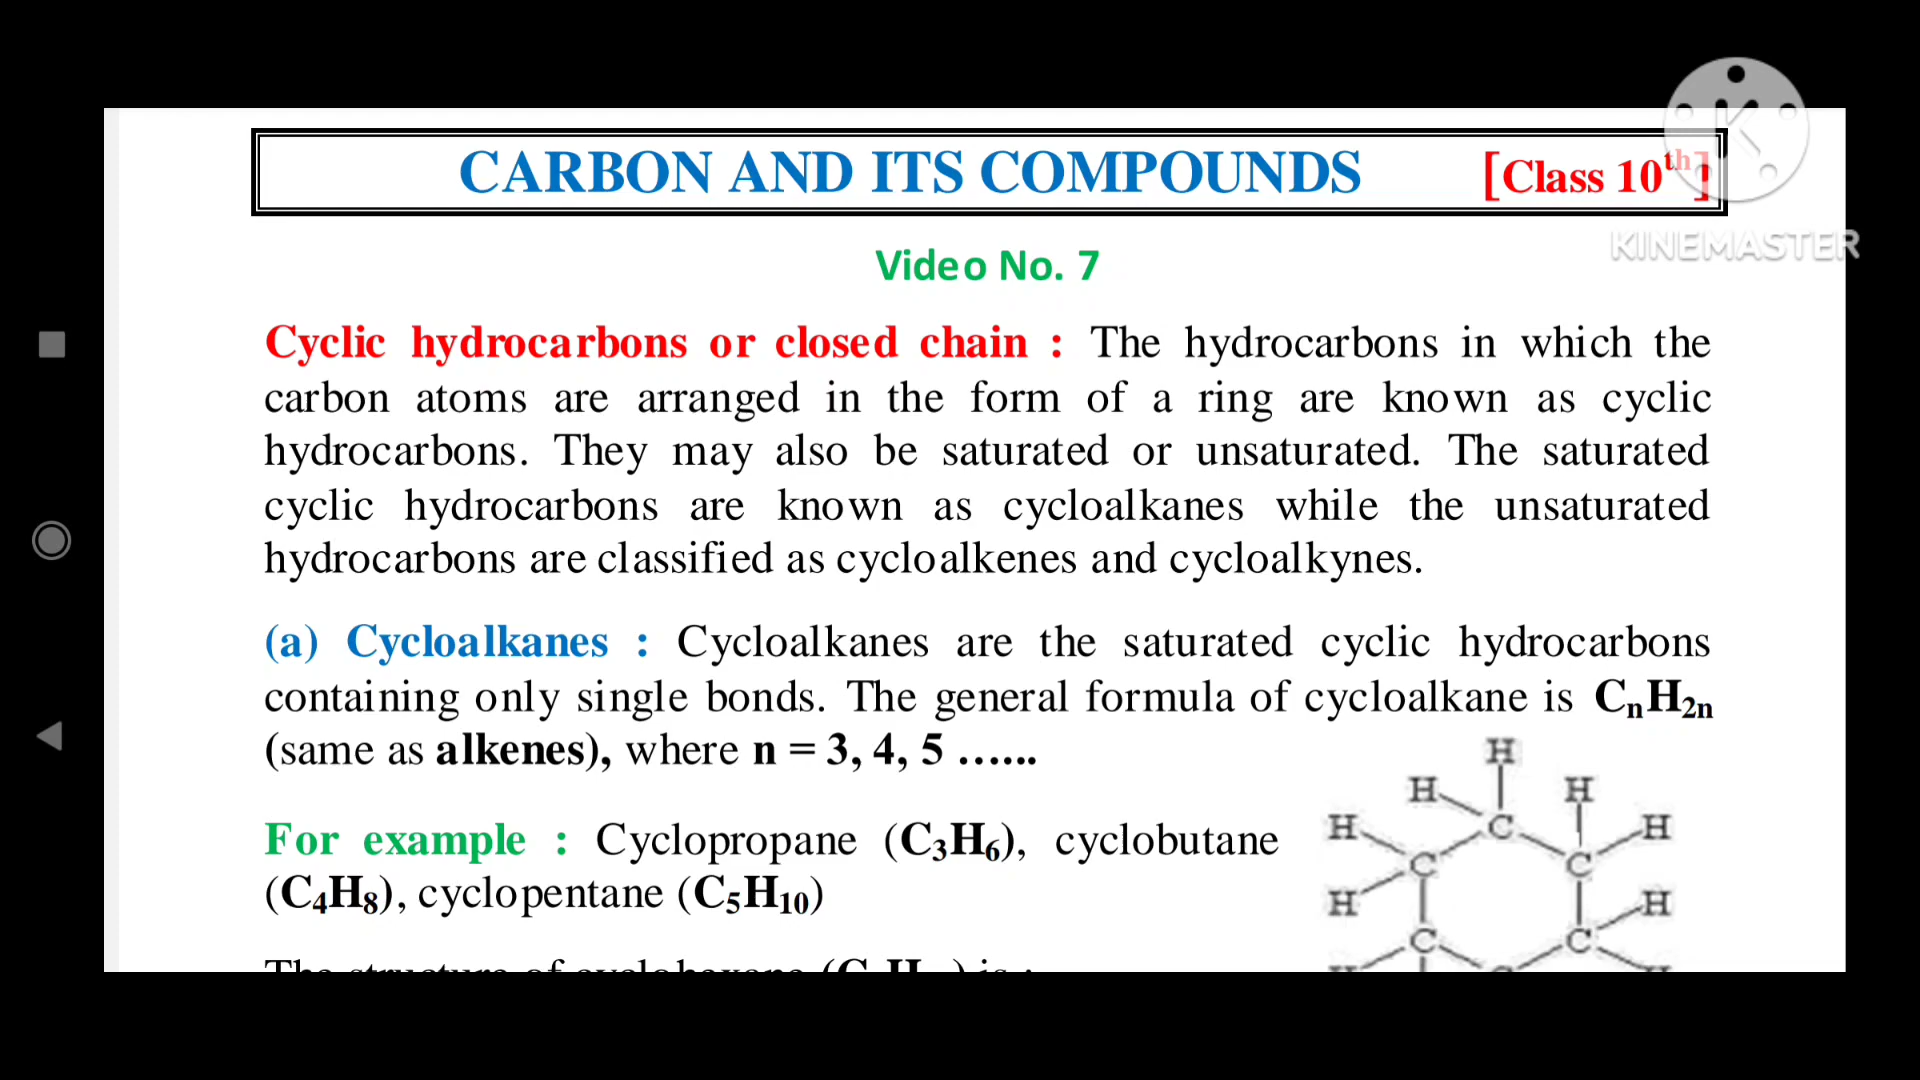 CARBON AND ITS COMPOUNDS [Class 10th]
KINEMASTER
Video No. 7
Cyclic hydrocarbons or closed chain : The hydrocarbons in which the
carbon atoms are arranged in the form of a ring are known as cyclic
hydrocarbons. They may also be saturated or unsaturated. The saturated
cyclic hydrocarbons are known as cycloalkanes while the unsaturated
hydrocarbons are classified as cycloalkenes and cycloalkynes.
(a) Cycloalkanes : Cycloalkanes are the saturated cyclic hydrocarbons
containing only single bonds. The general formula of cycloalkane is CnH2n
(same as alkenes), where n = 3, 4, 5 ......
For example : Cyclopropane (C3H6), cyclobutane
(C4H8), cyclopentane (C5H10)
H
H H
H C H
C C
H H
C C